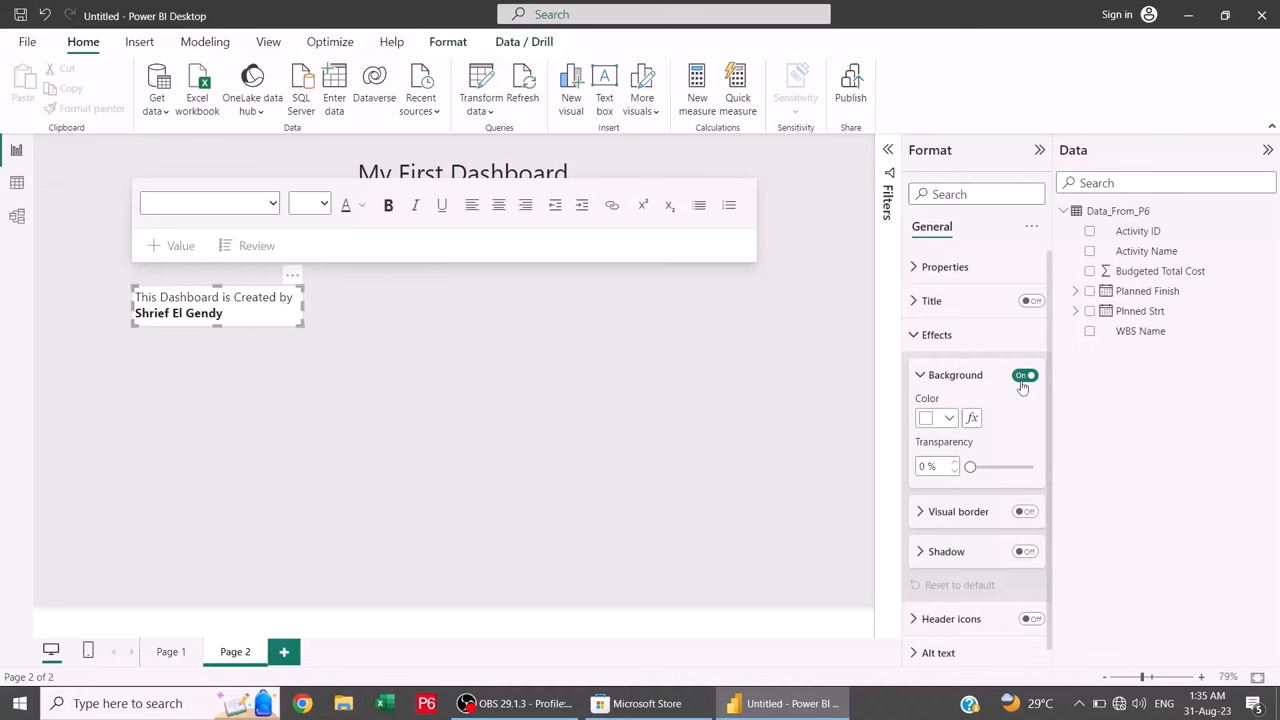 Untitled - Power BI Desktop
Search
Sign in
File
Home
Insert
Modeling
View
Optimize
Help
Format
Data / Drill
Paste
Cut
Copy
Format painter
Get data
Excel workbook
OneLake data hub
SQL Server
Enter data
Dataverse
Recent sources
Transform data
Refresh
New visual
Text box
More visuals
New measure
Quick measure
Sensitivity
Publish
Clipboard
Data
Queries
Insert
Calculations
Sensitivity
Share
My First Dashboard
Value
Review
This Dashboard is Created by
Shrief El Gendy
Filters
Format
Search
General
Properties
Title
Off
Effects
Background
On
Color
fx
Transparency
0 %
Visual border
Off
Shadow
Off
Reset to default
Header icons
Off
Alt text
Data
Search
Data_From_P6
Activity ID
Activity Name
Budgeted Total Cost
Planned Finish
Plnned Strt
WBS Name
Page 1
Page 2
Page 2 of 2
79%
Type here to search
P6
OBS 29.1.3 - Profile:...
Microsoft Store
Untitled - Power BI ...
29°C
ENG
1:35 AM
31-Aug-23
5